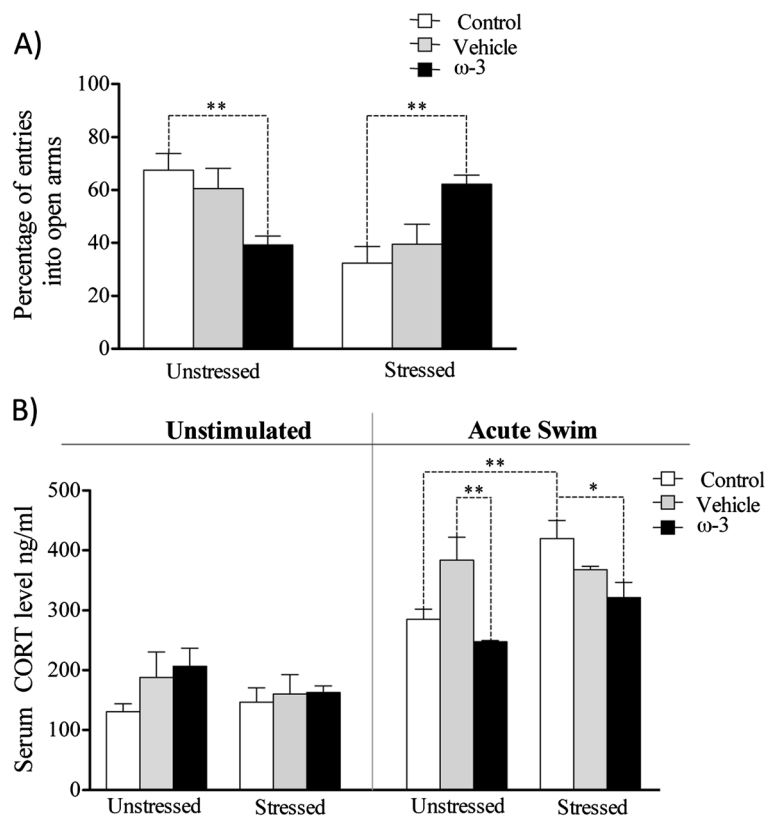 A)
Control
Vehicle
ω-3
Percentage of entries
into open arms
100
80
60
40
20
0
**
**
Unstressed
Stressed
B)
Unstimulated
Acute Swim
Control
Vehicle
ω-3
Serum CORT level ng/ml
500
400
300
200
100
0
**
**
*
Unstressed
Stressed
Unstressed
Stressed